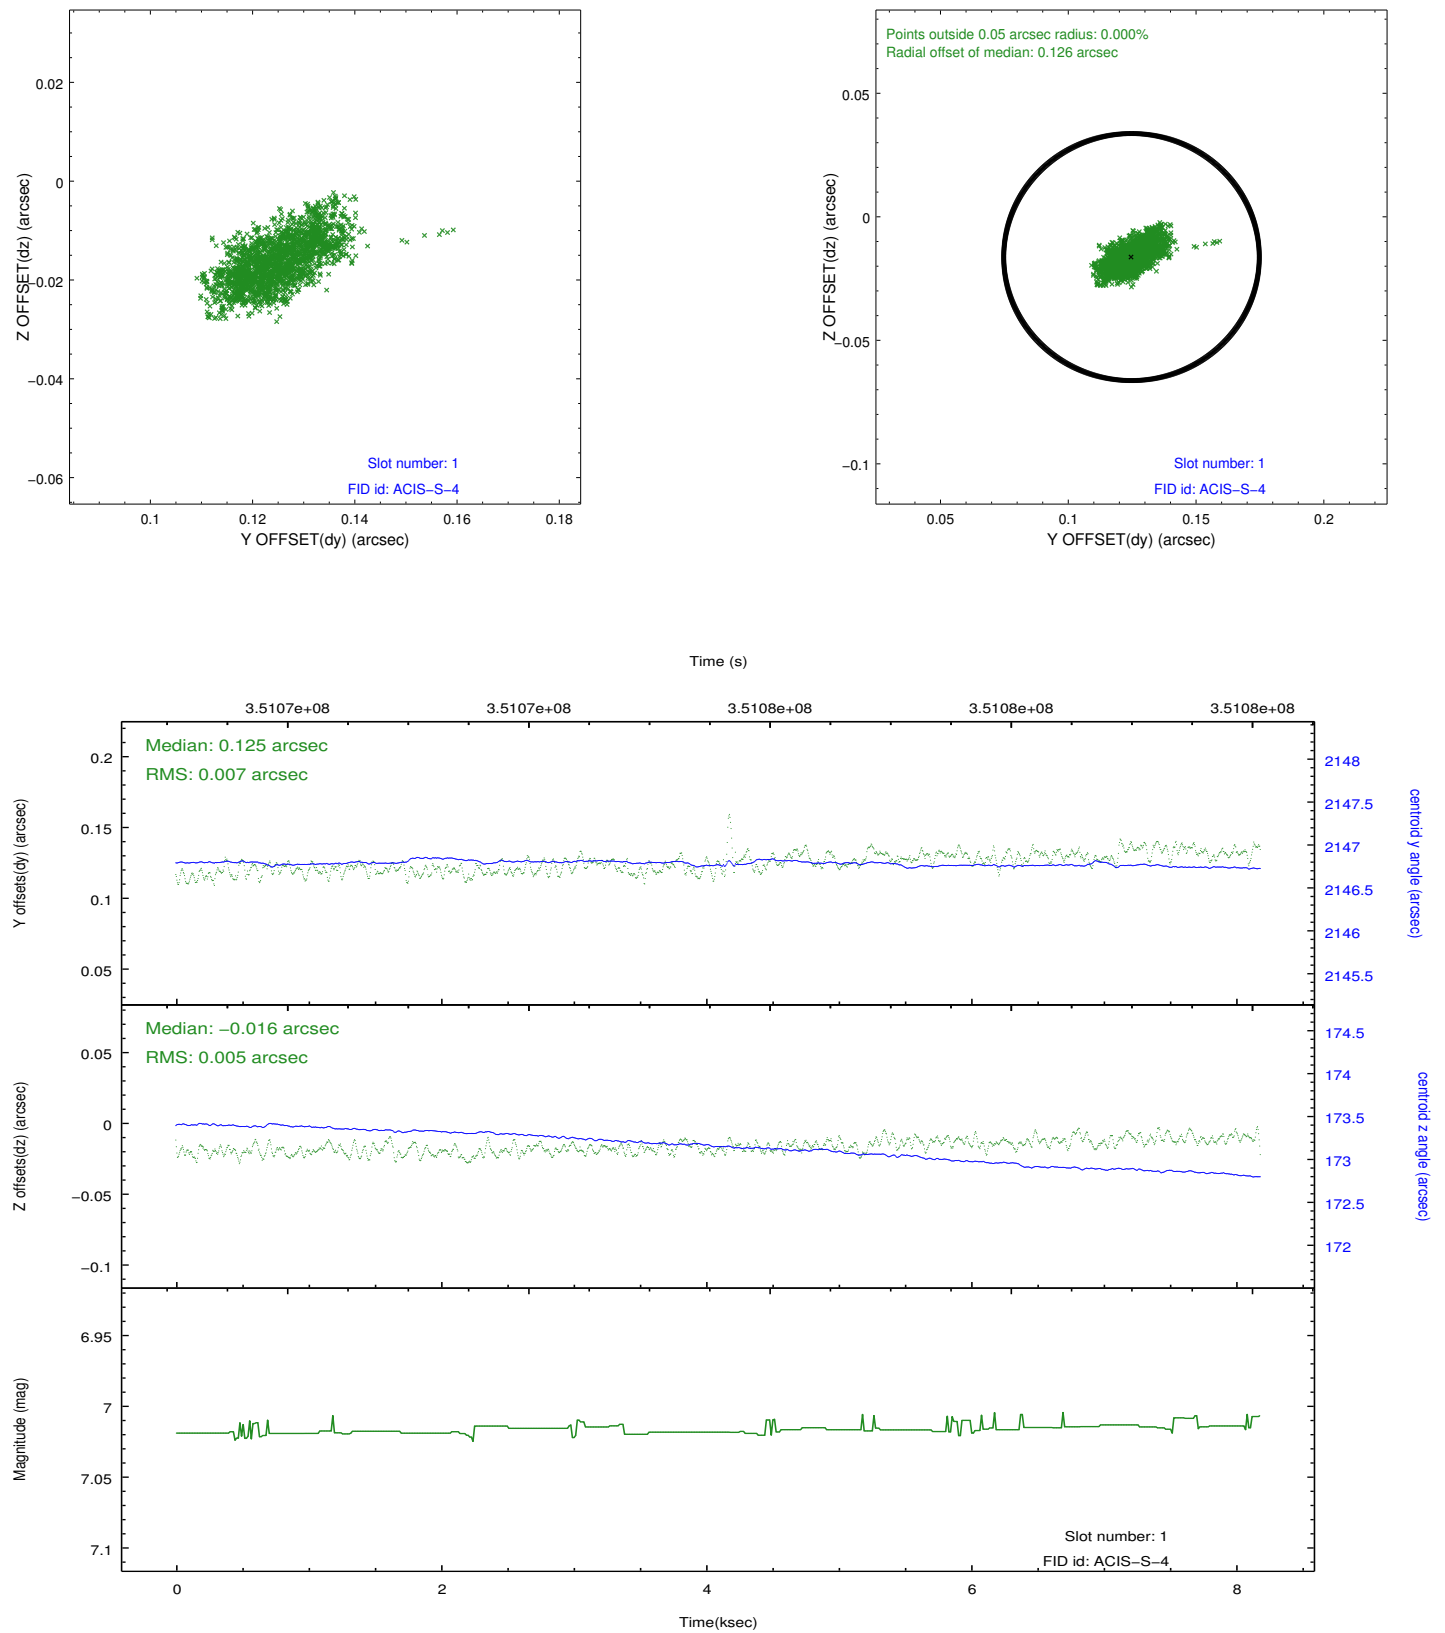 0.02
0
−0.02
−0.04
−0.06
Z OFFSET(dz) (arcsec)
Slot number: 1
FID id: ACIS−S−4
0.1
0.12
0.14
0.16
0.18
Y OFFSET(dy) (arcsec)
Points outside 0.05 arcsec radius: 0.000%
Radial offset of median: 0.126 arcsec
0.05
0
−0.05
−0.1
Z OFFSET(dz) (arcsec)
Slot number: 1
FID id: ACIS−S−4
0.05
0.1
0.15
0.2
Y OFFSET(dy) (arcsec)
Time (s)
3.5107e+08
3.5107e+08
3.5108e+08
3.5108e+08
3.5108e+08
Median: 0.125 arcsec
RMS: 0.007 arcsec
0.2
0.15
0.1
0.05
Y offsets(dy) (arcsec)
2148
2147.5
2147
2146.5
2146
2145.5
centroid y angle (arcsec)
Median: −0.016 arcsec
RMS: 0.005 arcsec
0.05
0
−0.05
−0.1
Z offsets(dz) (arcsec)
174.5
174
173.5
173
172.5
172
centroid z angle (arcsec)
6.95
7
7.05
7.1
Magnitude (mag)
Slot number: 1
FID id: ACIS−S−4
0
2
4
6
8
Time(ksec)